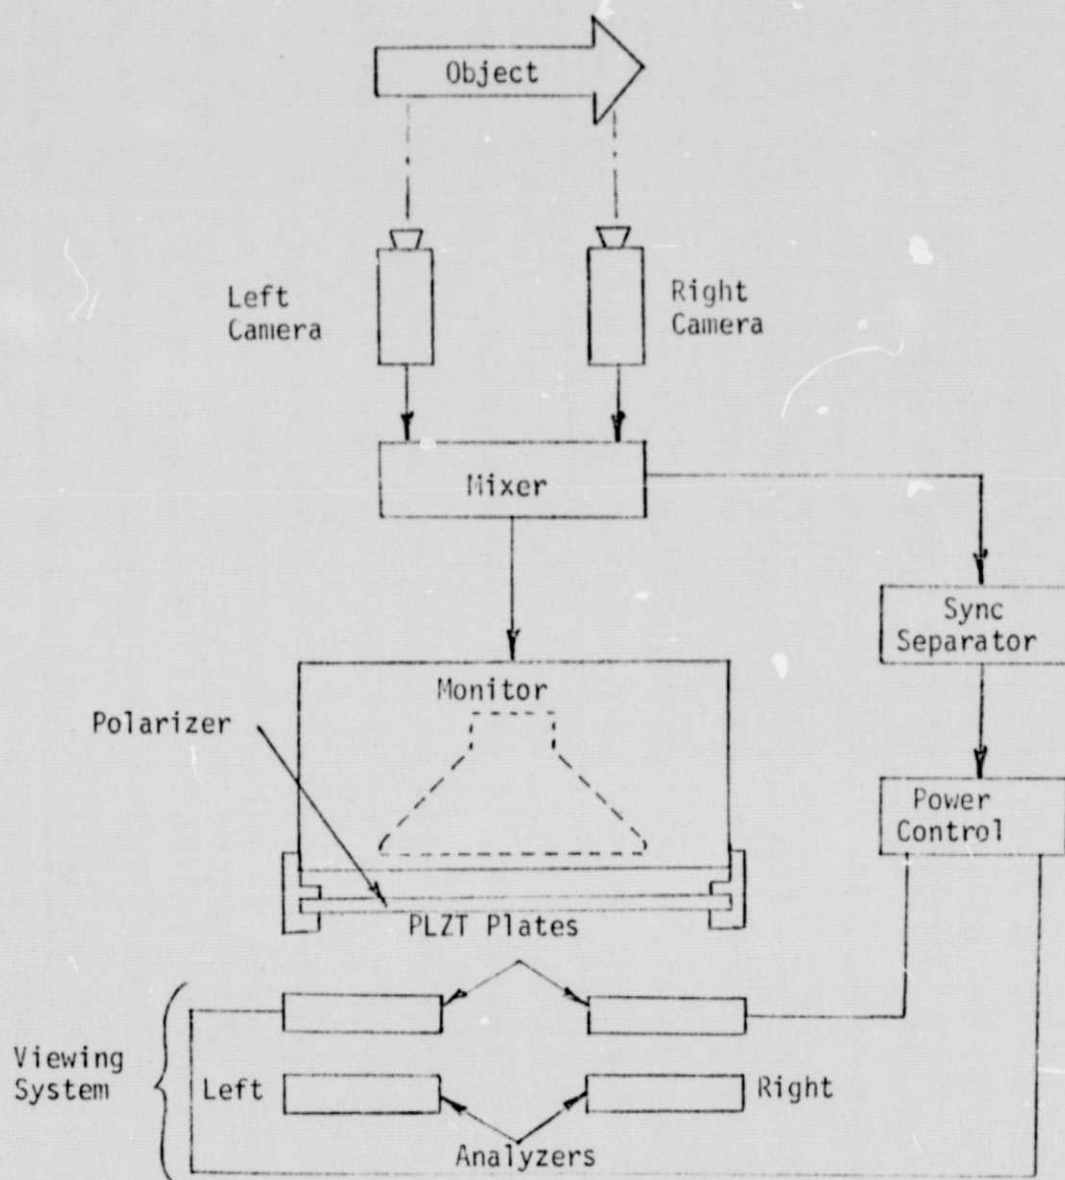 Object
Left
Camera
Right
Camera
Mixer
Sync
Separator
Monitor
Polarizer
Power
Control
PLZT Plates
Viewing
System
Left
Right
Analyzers